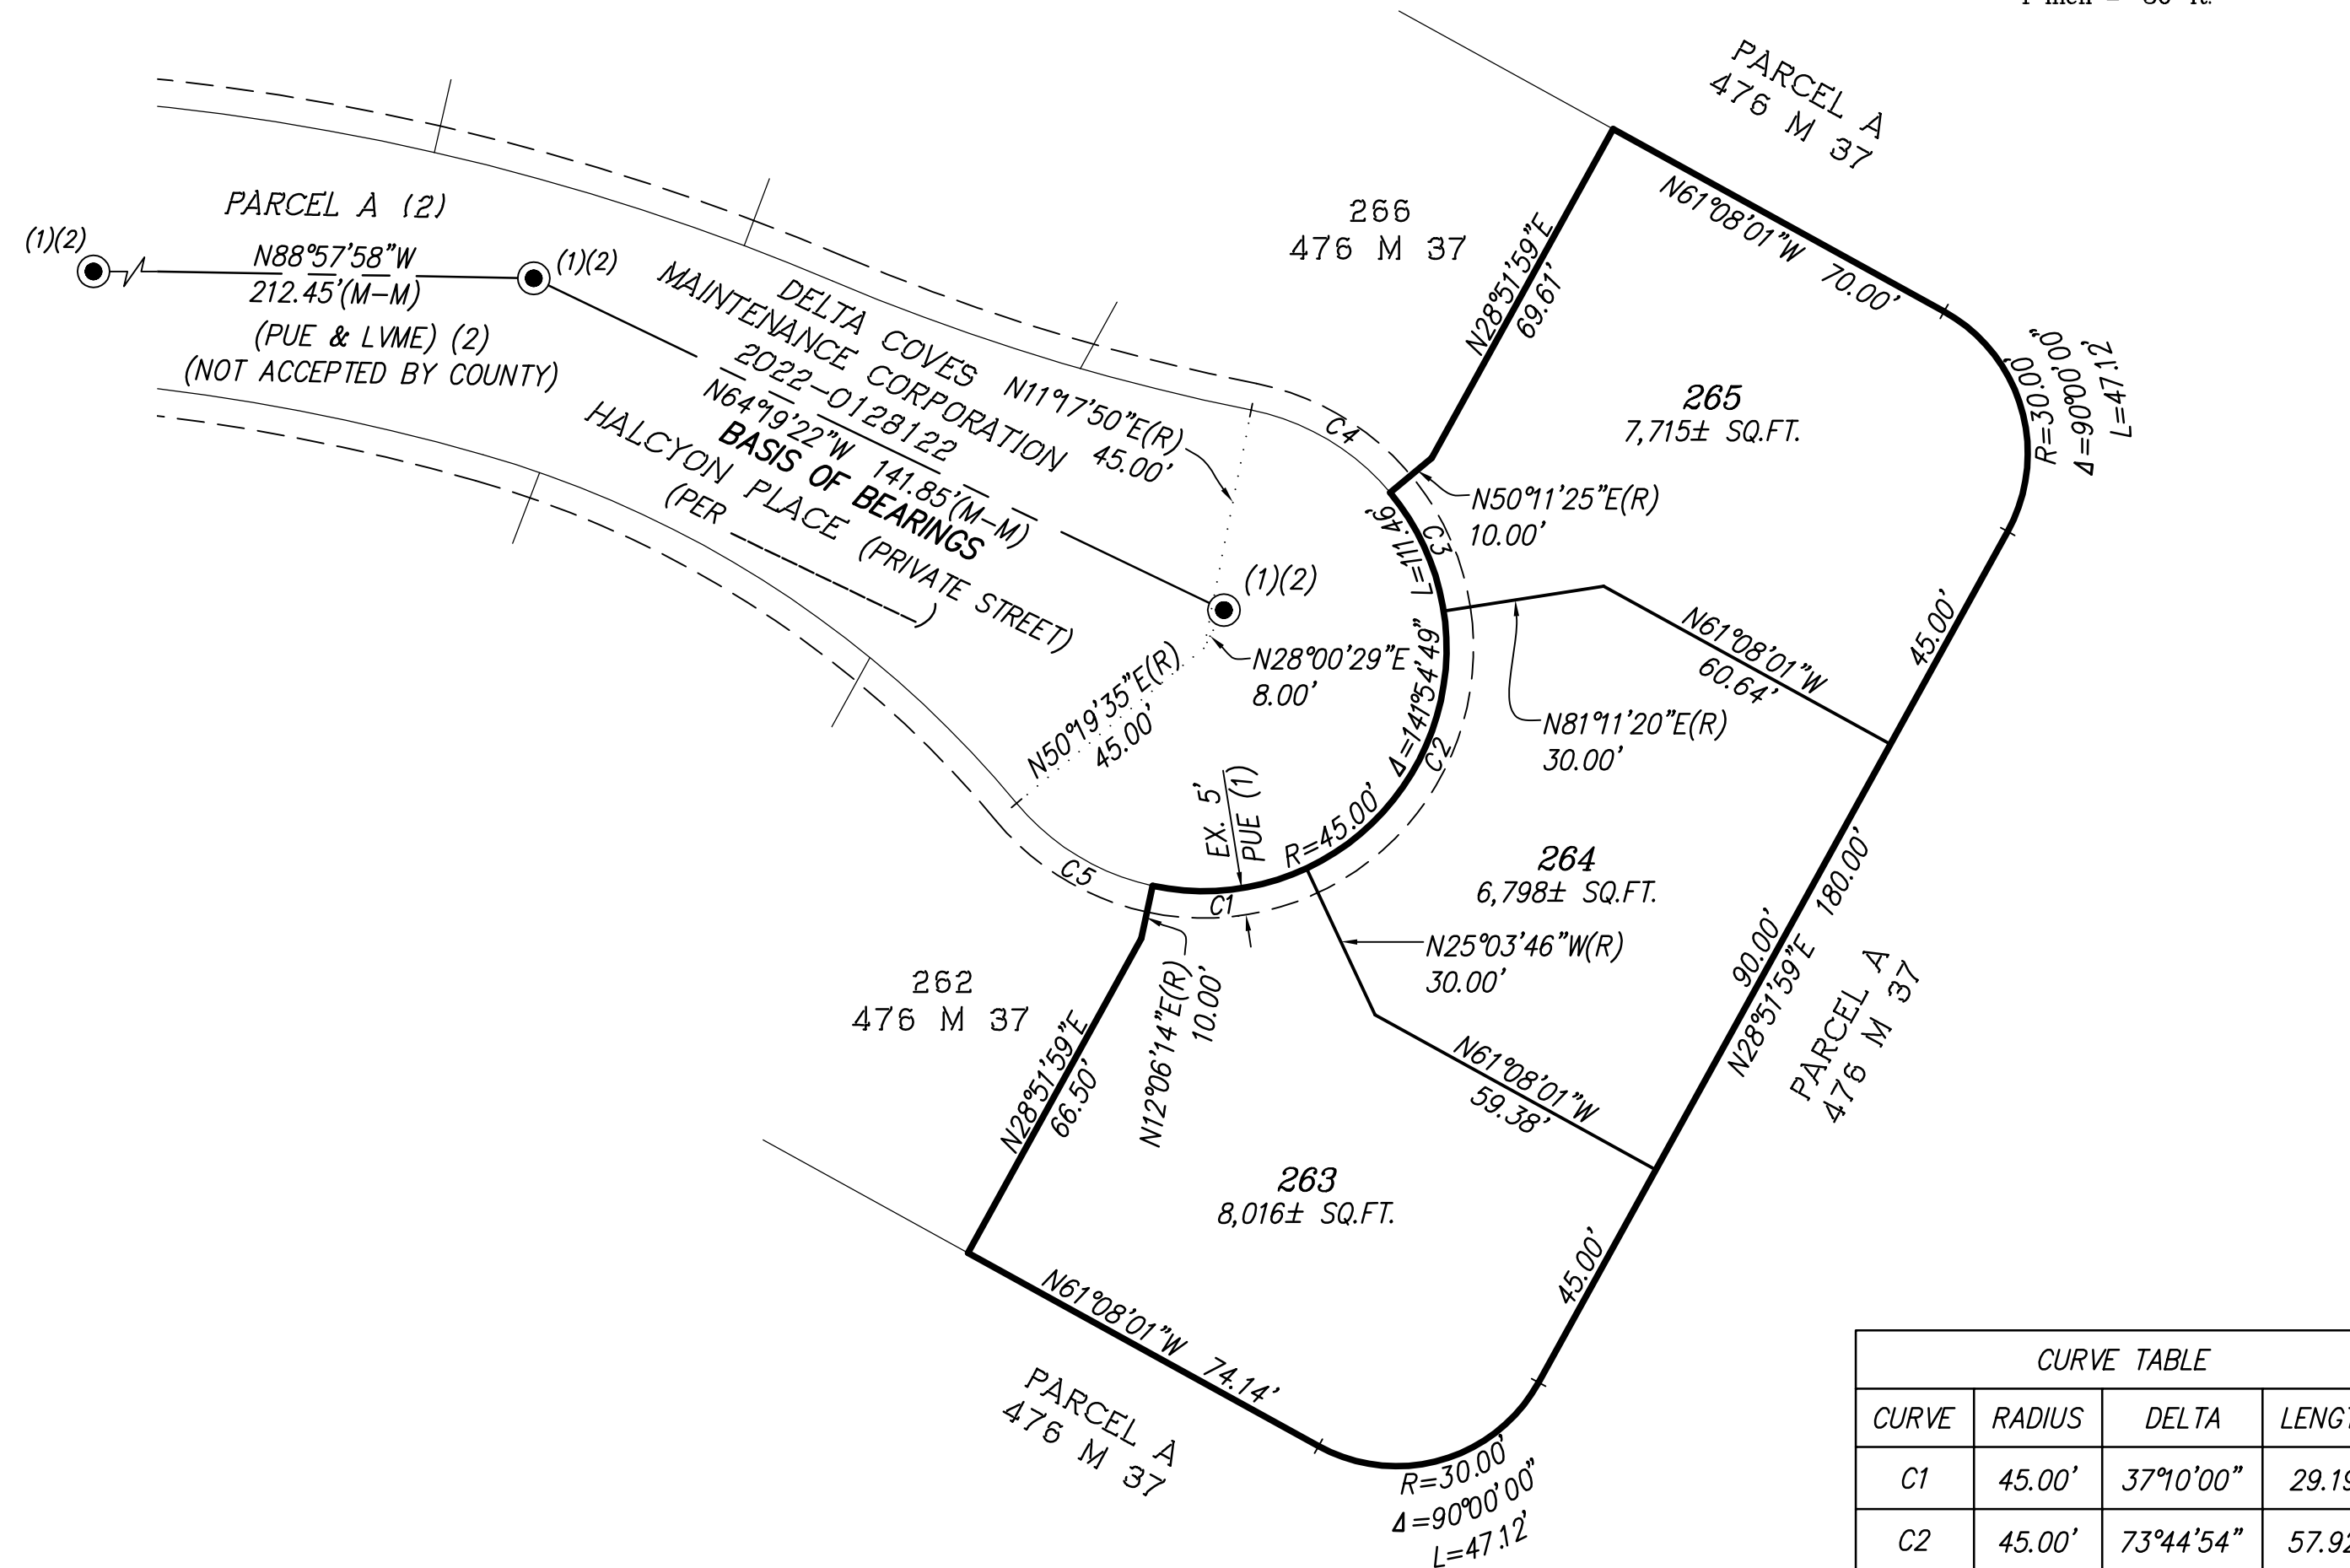 PARCEL A
476 M 37
PARCEL A (2)
(1)(2)
N88°57'58"W
212.45'(M-M)
(1)(2)
(PUE & LVME) (2)
(NOT ACCEPTED BY COUNTY)
DELTA COVES
MAINTENANCE CORPORATION
2022-0128122
N64°19'22"W 141.85'(M-M)
BASIS OF BEARINGS
HALCYON PLACE (PRIVATE STREET)
(PER )
N11°17'50"E(R)
45.00'
C4
266
476 M 37
N28°51'59"E
69.61'
N61°08'01"W 70.00'
R=30.00'
Δ=90°00'00"
L=47.12'
265
7,715± SQ.FT.
N50°11'25"E(R)
10.00'
C3
L=111.46'
(1)(2)
N28°00'29"E
8.00'
N50°19'35"E(R)
45.00'
Δ=141°54'49"
C2
R=45.00'
N61°08'01"W
60.64'
45.00'
N81°11'20"E(R)
30.00'
EX. 5'
PUE (1)
C5
C1
264
6,798± SQ.FT.
N25°03'46"W(R)
30.00'
90.00'
N28°51'59"E 180.00'
PARCEL A
476 M 37
262
476 M 37
N12°06'14"E(R)
10.00'
N28°51'59"E
66.50'
N61°08'01"W
59.38'
263
8,016± SQ.FT.
45.00'
N61°08'01"W 74.14'
PARCEL A
476 M 37
R=30.00'
Δ=90°00'00"
L=47.12'
CURVE TABLE
CURVE RADIUS DELTA LENGT
C1 45.00' 37°10'00" 29.19
C2 45.00' 73°44'54" 57.92